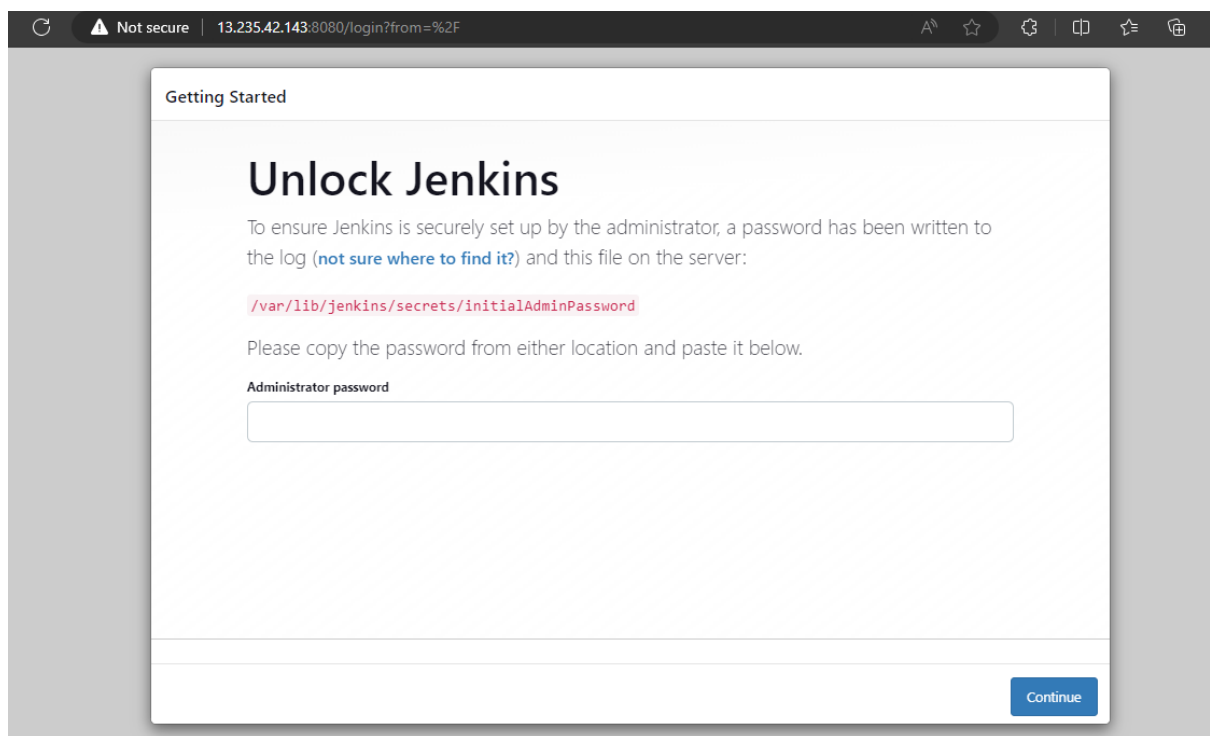 Not secure | 13.235.42.143:8080/login?from=%2F
Getting Started
Unlock Jenkins
To ensure Jenkins is securely set up by the administrator, a password has been written to
the log (not sure where to find it?) and this file on the server:
/var/lib/jenkins/secrets/initialAdminPassword
Please copy the password from either location and paste it below.
Administrator password
Continue